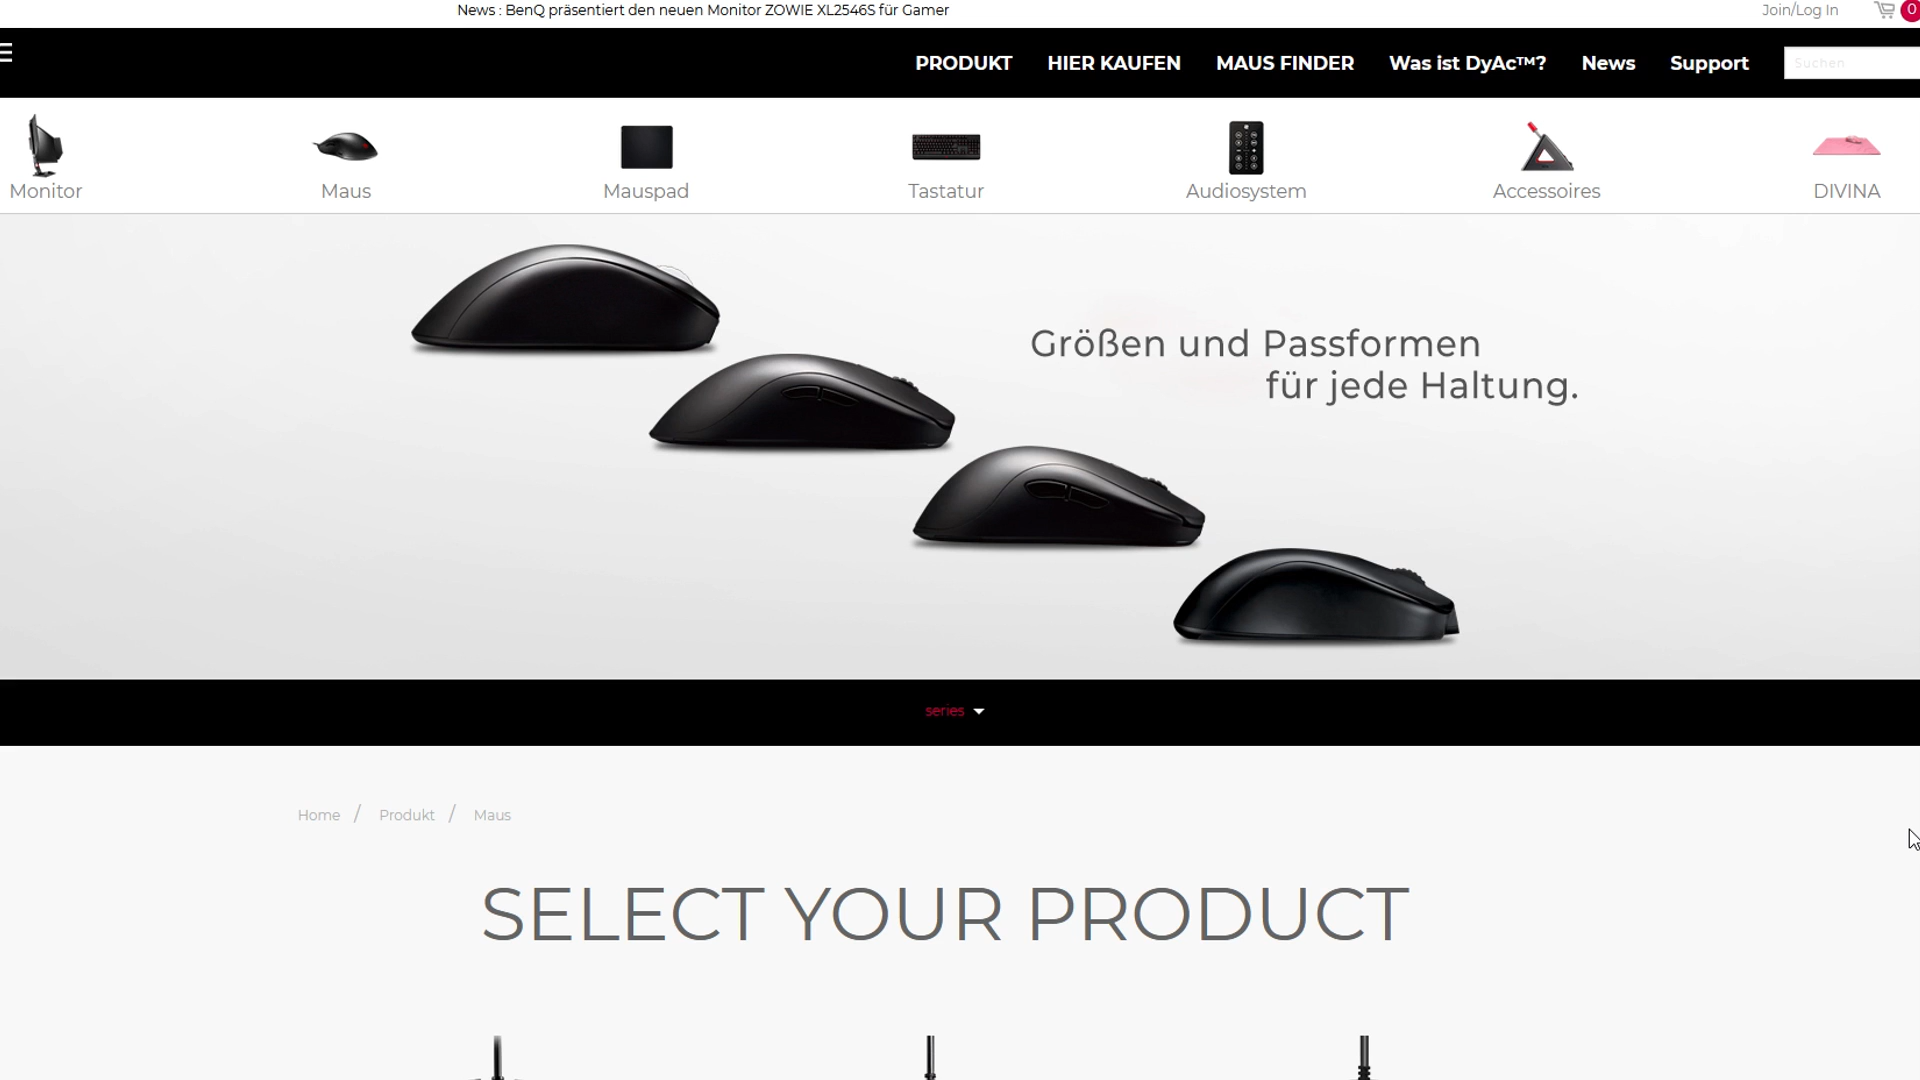 News : BenQ präsentiert den neuen Monitor ZOWIE XL2546S für Gamer
Join/Log In
0
PRODUKT
HIER KAUFEN
MAUS FINDER
Was ist DyAc™?
News
Support
Suchen
Monitor
Maus
Mauspad
Tastatur
Audiosystem
Accessoires
DIVINA
Größen und Passformen
für jede Haltung.
series
Home / Produkt / Maus
SELECT YOUR PRODUCT